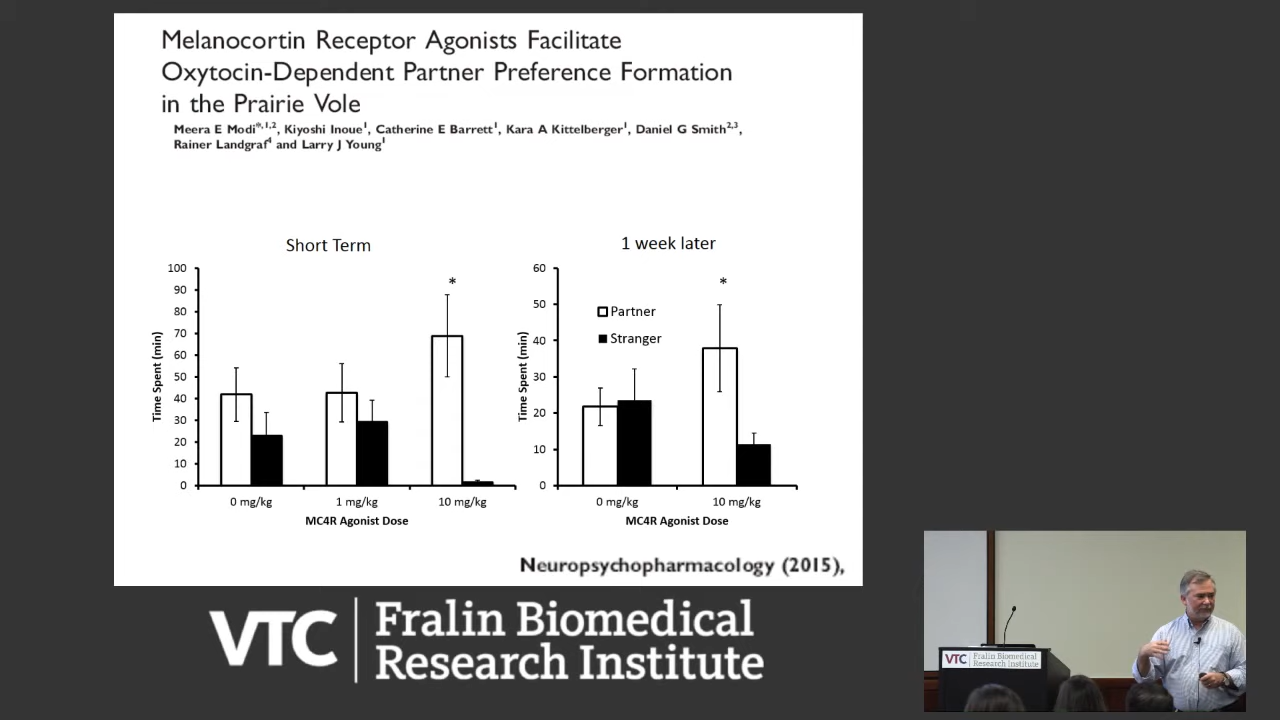 Melanocortin Receptor Agonists Facilitate
Oxytocin-Dependent Partner Preference Formation
in the Prairie Vole
Meera E Modi*,1,2, Kiyoshi Inoue1, Catherine E Barrett1, Kara A Kittelberger1, Daniel G Smith2,3,
Rainer Landgraf4 and Larry J Young1
Short Term
100
90
80
70
60
50
40
30
20
10
0
Time Spent (min)
*
0 mg/kg
1 mg/kg
10 mg/kg
MC4R Agonist Dose
1 week later
60
50
40
30
20
10
0
Time Spent (min)
*
Partner
Stranger
0 mg/kg
10 mg/kg
MC4R Agonist Dose
Neuropsychopharmacology (2015),
VTC
Fralin Biomedical
Research Institute
VTC
Fralin Biomedical
Research Institute